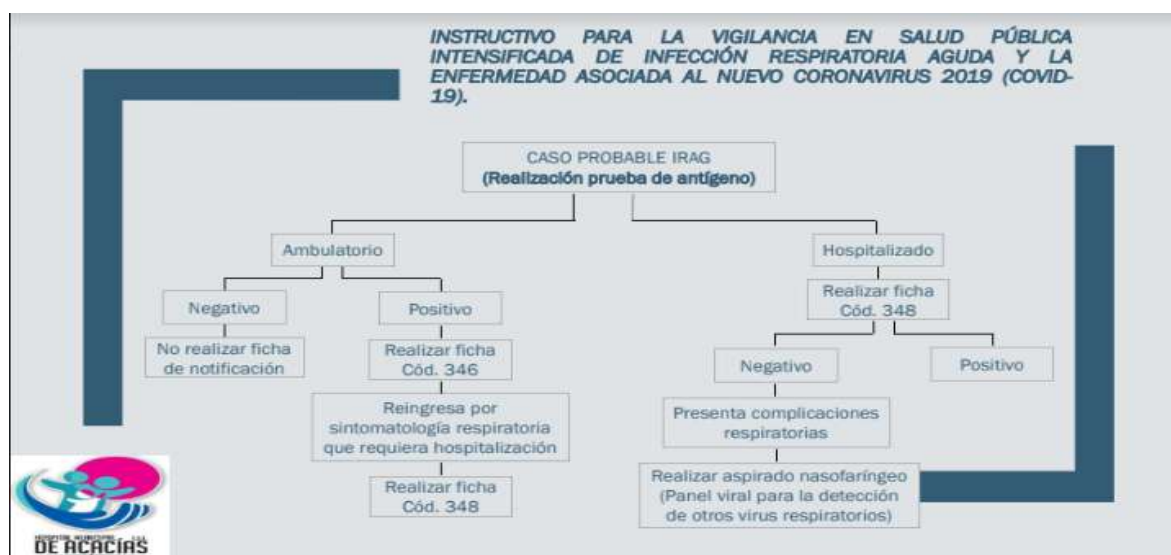 INSTRUCTIVO PARA LA VIGILANCIA EN SALUD PÚBLICA
INTENSIFICADA DE INFECCIÓN RESPIRATORIA AGUDA Y LA
ENFERMEDAD ASOCIADA AL NUEVO CORONAVIRUS 2019 (COVID-
19).
CASO PROBABLE IRAG
(Realización prueba de antígeno)
Ambulatorio
Hospitalizado
Negativo
Positivo
Realizar ficha
Cód. 348
No realizar ficha
de notificación
Realizar ficha
Cód. 346
Negativo
Positivo
Reingresa por
sintomatología respiratoria
que requiera hospitalización
Presenta complicaciones
respiratorias
Realizar ficha
Cód. 348
Realizar aspirado nasofaríngeo
(Panel viral para la detección
de otros virus respiratorios)
HOSPITAL MUNICIPAL
DE ACACÍAS